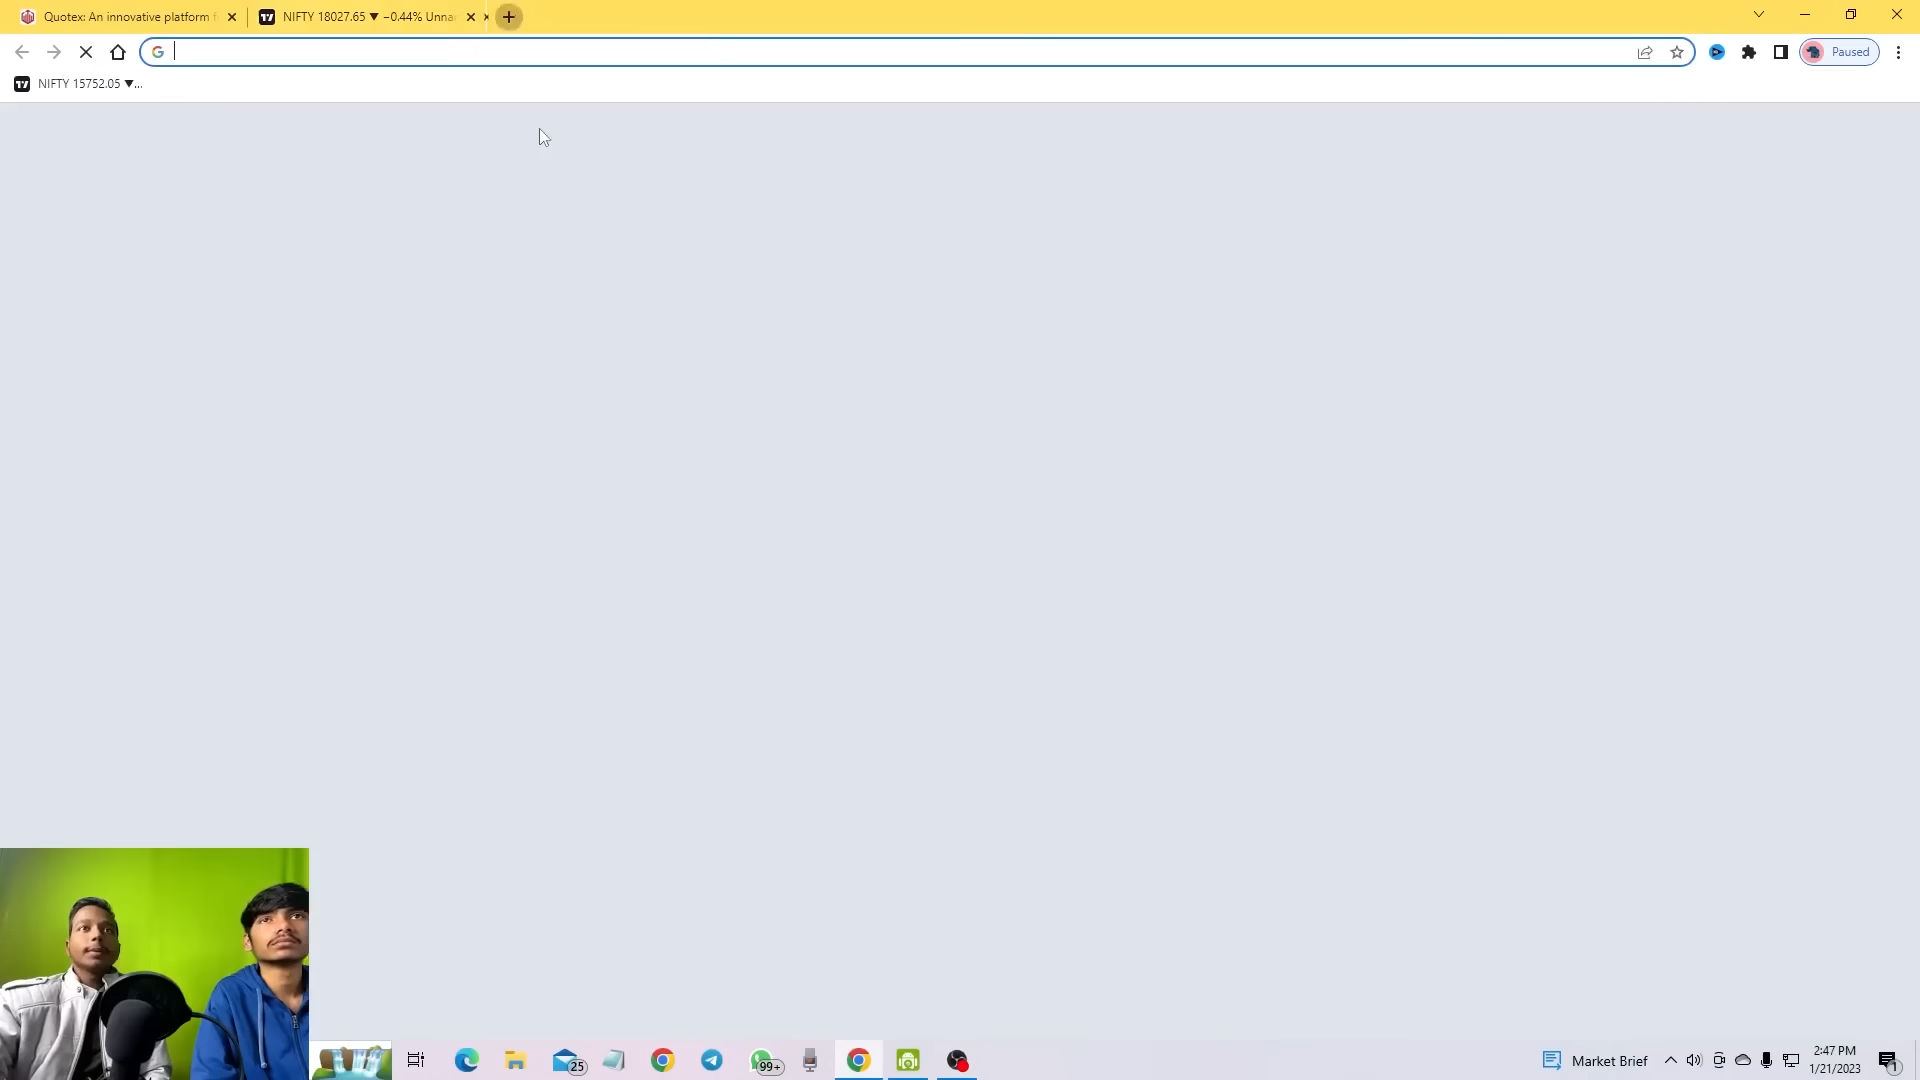 Quotex: An innovative platform f
NIFTY 18027.65 ▼ −0.44% Unna
Paused
NIFTY 15752.05 ▼...
25
99+
Market Brief
2:47 PM
1/21/2023
1